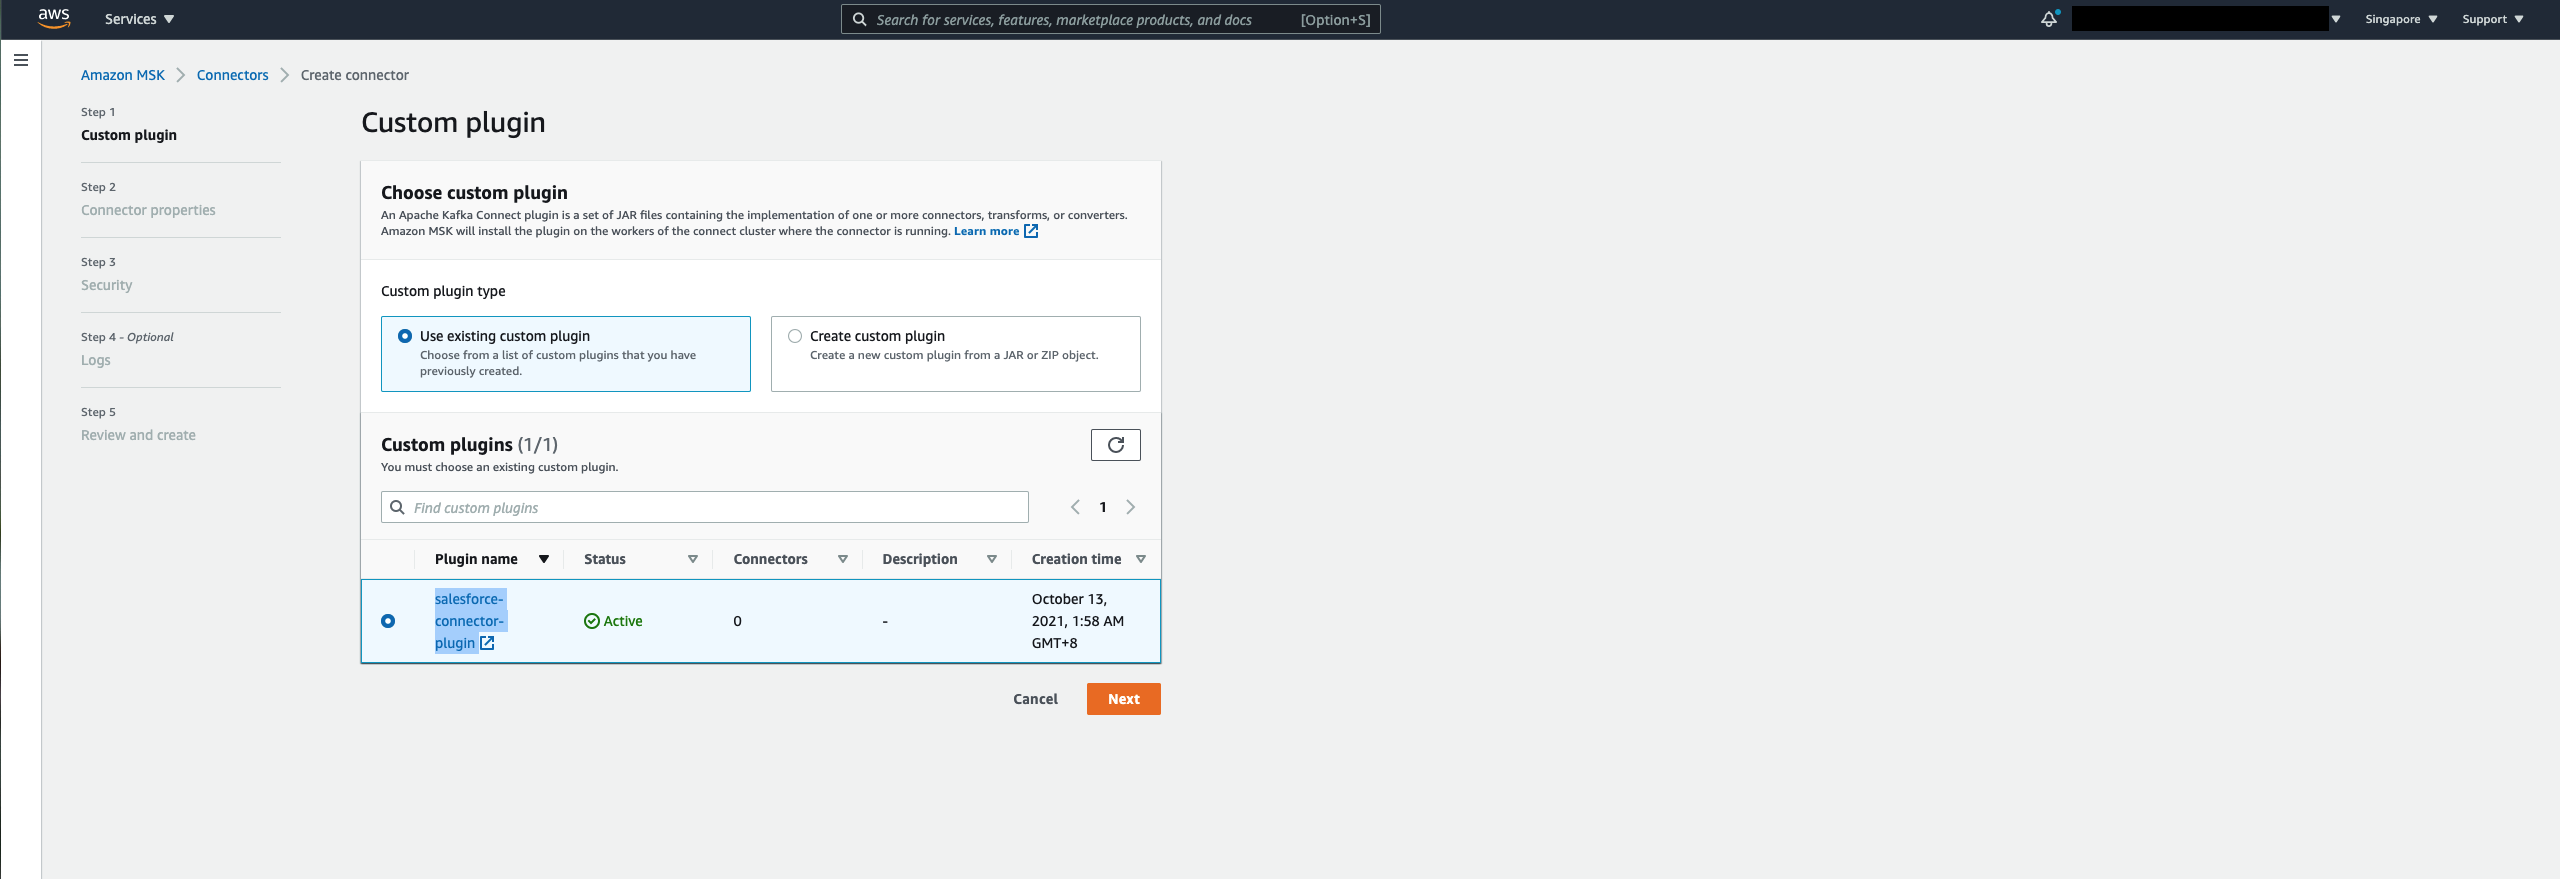 aws
Services
Search for services, features, marketplace products, and docs
[Option+S]
Singapore
Support
Amazon MSK
Connectors
Create connector
Step 1
Custom plugin
Step 2
Connector properties
Step 3
Security
Step 4 - Optional
Logs
Step 5
Review and create
Custom plugin
Choose custom plugin
An Apache Kafka Connect plugin is a set of JAR files containing the implementation of one or more connectors, transforms, or converters.
Amazon MSK will install the plugin on the workers of the connect cluster where the connector is running. Learn more
Custom plugin type
Use existing custom plugin
Choose from a list of custom plugins that you have
previously created.
Create custom plugin
Create a new custom plugin from a JAR or ZIP object.
Custom plugins (1/1)
You must choose an existing custom plugin.
Find custom plugins
1
Plugin name
Status
Connectors
Description
Creation time
salesforce-
connector-
plugin
Active
0
-
October 13,
2021, 1:58 AM
GMT+8
Cancel
Next